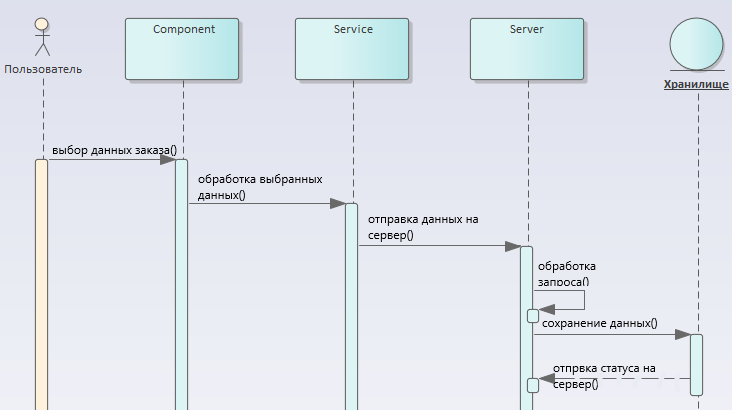 Component
Service
Server
Пользователь
Хранилище
выбор данных заказа()
обработка выбранных
данных()
отправка данных на
сервер()
обработка
запроса()
сохранение данных()
отпрвка статуса на
сервер()